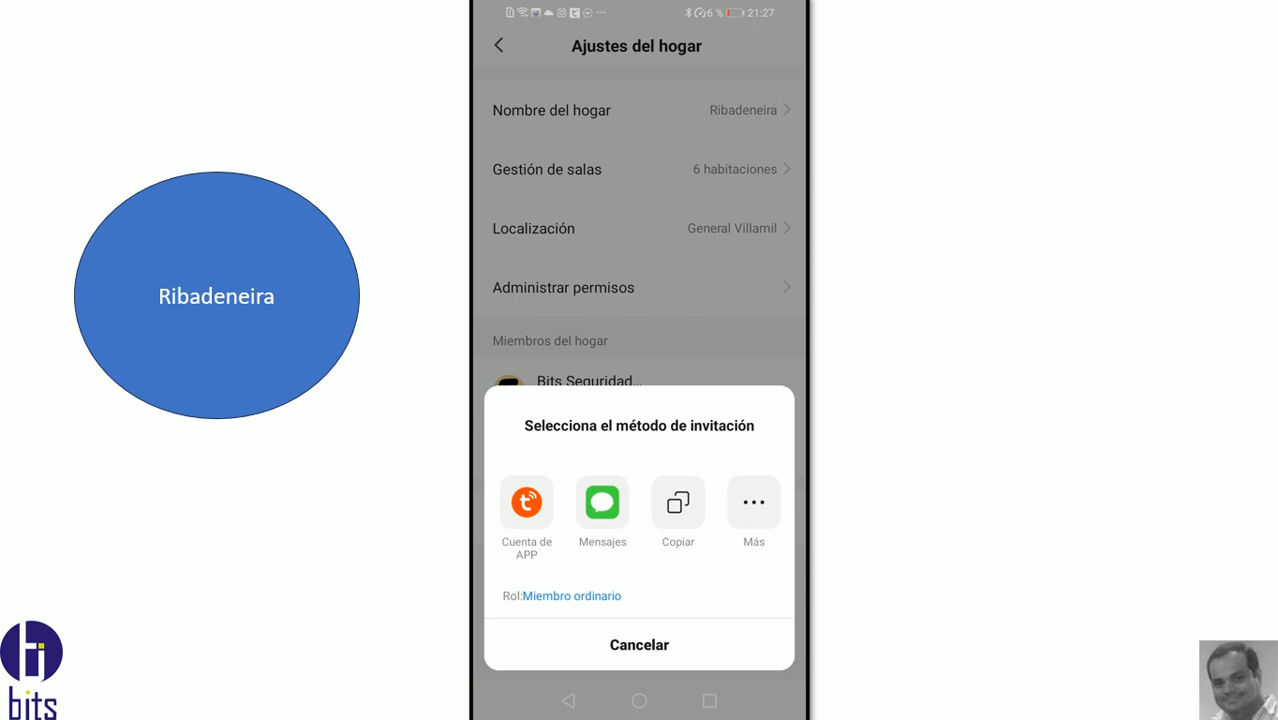 6 % 21:27
Ajustes del hogar
Nombre del hogar Ribadeneira
Gestión de salas 6 habitaciones
Localización General Villamil
Administrar permisos
Miembros del hogar
Bits Seguridad...
Ribadeneira
Selecciona el método de invitación
Cuenta de APP
Mensajes
Copiar
Más
Rol:Miembro ordinario
Cancelar
bits